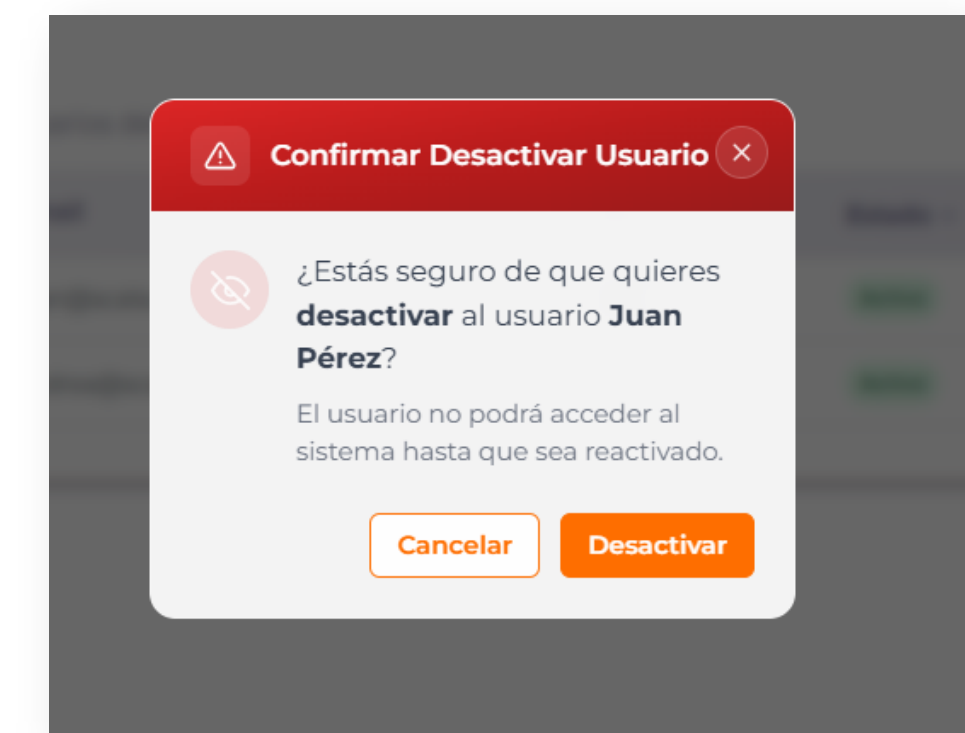 Confirmar Desactivar Usuario
¿Estás seguro de que quieres
desactivar al usuario Juan
Pérez?
El usuario no podrá acceder al
sistema hasta que sea reactivado.
Cancelar
Desactivar